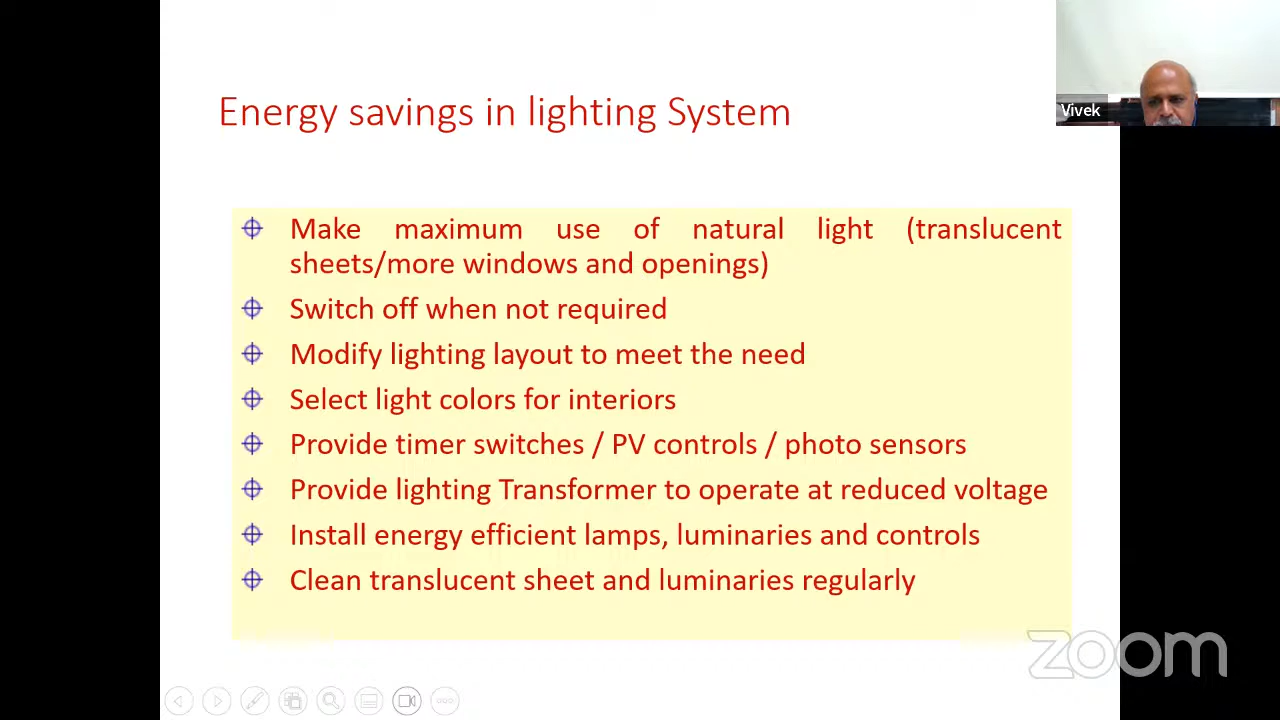 Energy savings in lighting System
Vivek
Make maximum use of natural light (translucent
sheets/more windows and openings)
Switch off when not required
Modify lighting layout to meet the need
Select light colors for interiors
Provide timer switches / PV controls / photo sensors
Provide lighting Transformer to operate at reduced voltage
Install energy efficient lamps, luminaries and controls
Clean translucent sheet and luminaries regularly
zoom